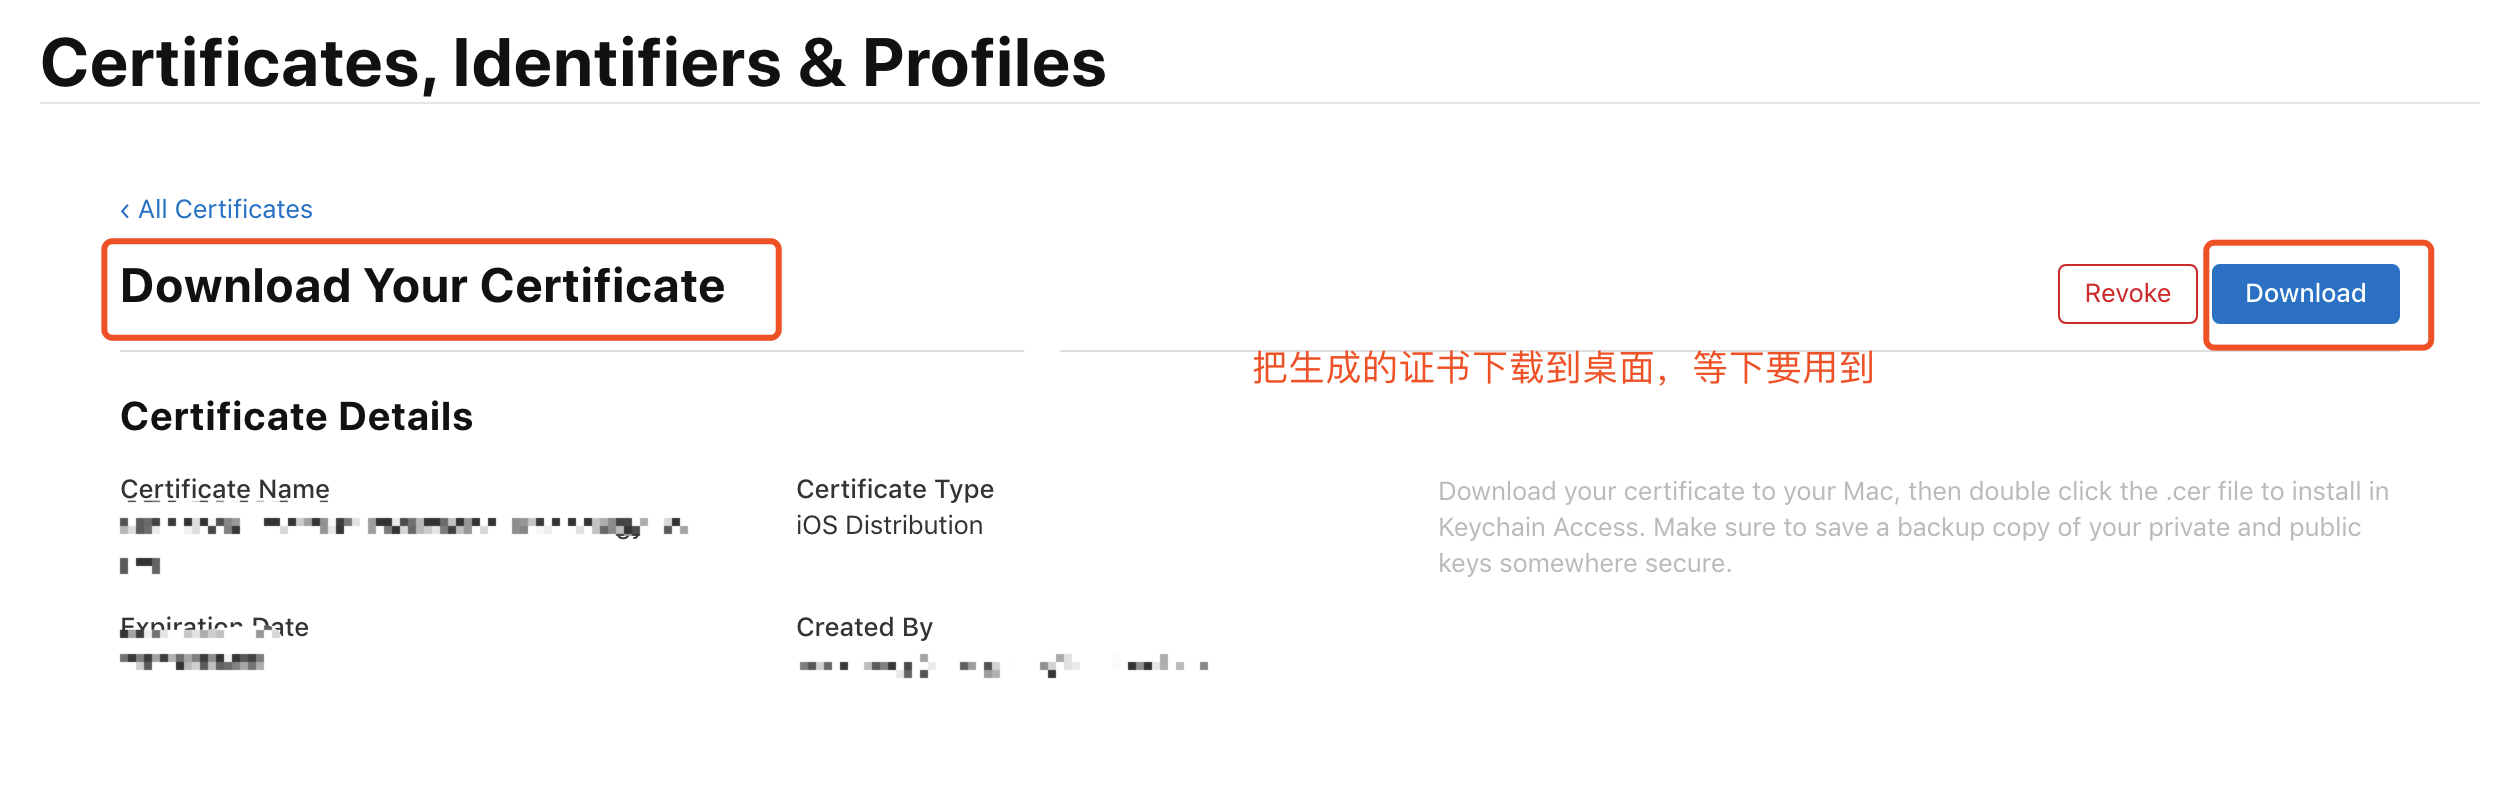 Certificates, Identifiers & Profiles
‹ All Certificates
Download Your Certificate
Revoke
Download
把生成的证书下载到桌面，等下要用到
Certificate Details
Certificate Name
Certificate Type
iOS Distribution
Download your certificate to your Mac, then double click the .cer file to install in
Keychain Access. Make sure to save a backup copy of your private and public
keys somewhere secure.
Expiration Date
Created By